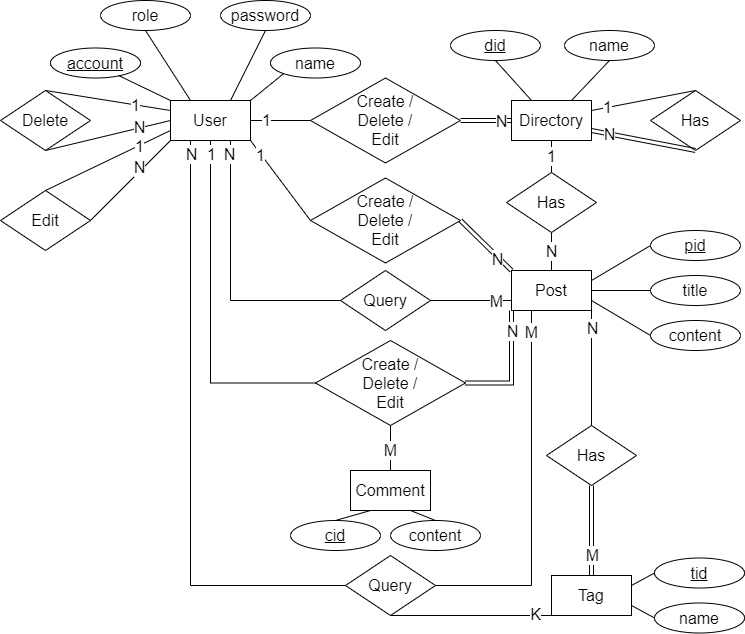 role
password
did
name
account
name
Delete
1
N
User
1
Create /
Delete /
Edit
N
Directory
1
N
Has
1
N
Edit
N
1
N
1
1
Has
Create /
Delete /
Edit
N
N
pid
Query
M
Post
title
N
M
N
content
Create /
Delete /
Edit
M
Has
Comment
cid
content
M
Query
K
Tag
tid
name